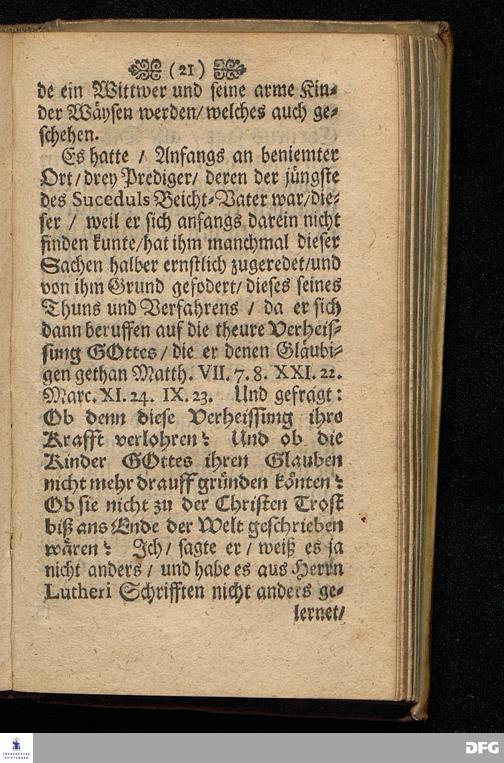 (21)
de ein Wittwer und seine arme Kin⸗
der Wäysen werden/ welches auch ge⸗
schehen.
Es hatte / Anfangs an beniemter
Ort/ drey Prediger/ deren der jüngste
des Suceduls Beicht⸗Vater war/ die⸗
ser / weil er sich anfangs darein nicht
finden kunte/ hat ihm manchmal dieser
Sachen halber ernstlich zugeredet/ und
von ihm Grund gefodert/ dieses seines
Thuns und Verfahrens / da er sich
dann beruffen auf die theure Verheis⸗
sung GOttes/ die er denen Gläubi⸗
gen gethan Matth. VII. 7. 8. XXI. 22.
Marc. XI. 24. IX. 23. Und gefragt:
Ob denn diese Verheissung ihre
Krafft verlohren? Und ob die
Kinder GOttes ihren Glauben
nicht mehr drauff gründen könten?
Ob sie nicht zu der Christen Trost
biß ans Ende der Welt geschrieben
wären? Ich/ sagte er/ weiß es ja
nicht anders / und habe es aus Herrn
Lutheri Schrifften nicht anders ge⸗
lernet/
FRANCKESCHE STIFTUNGEN
DFG